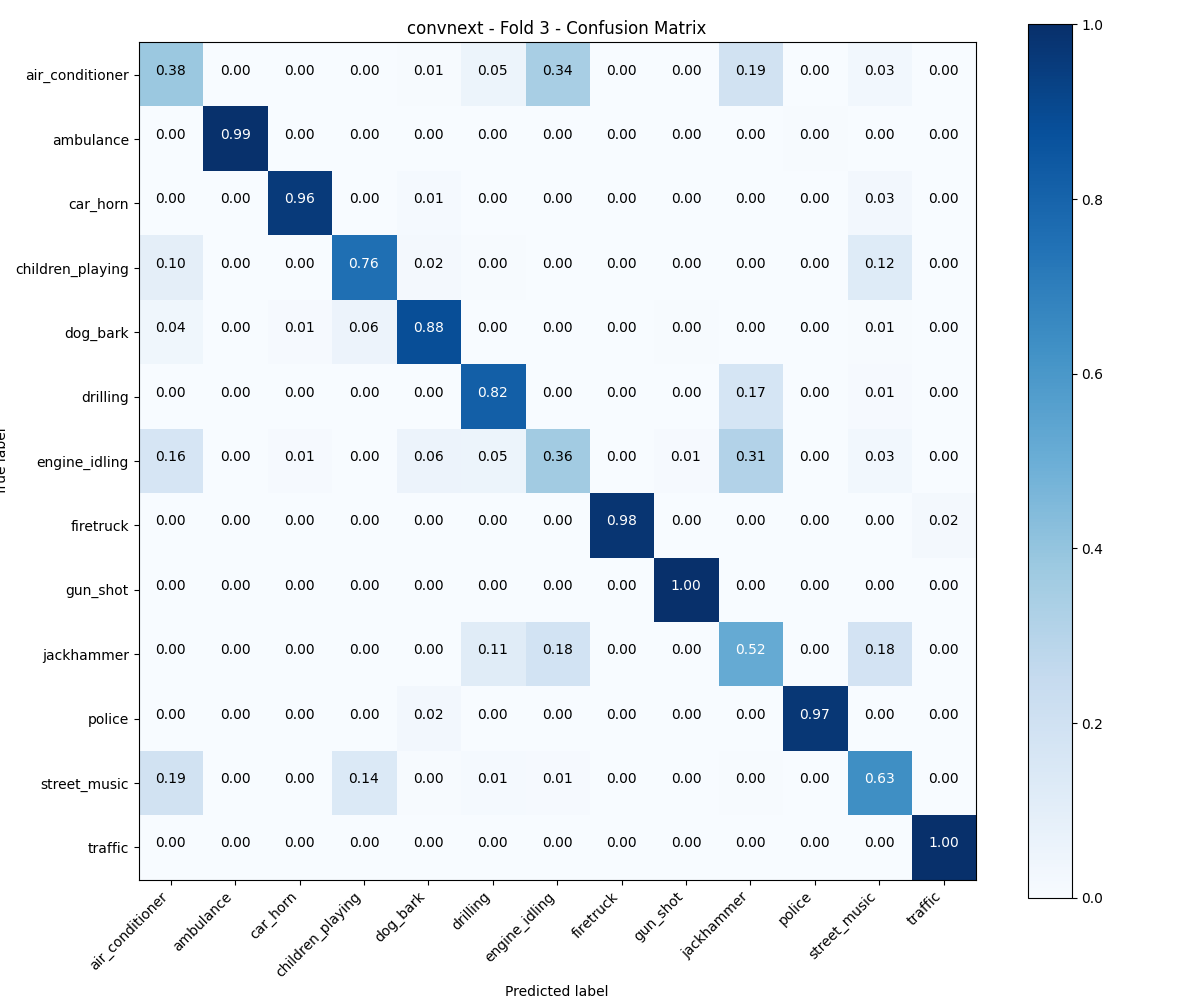 convnext - Fold 3 - Confusion Matrix
air_conditioner 0.38 0.00 0.00 0.00 0.01 0.05 0.34 0.00 0.00 0.19 0.00 0.03 0.00
ambulance 0.00 0.99 0.00 0.00 0.00 0.00 0.00 0.00 0.00 0.00 0.00 0.00 0.00
car_horn 0.00 0.00 0.96 0.00 0.01 0.00 0.00 0.00 0.00 0.00 0.00 0.03 0.00
children_playing 0.10 0.00 0.00 0.76 0.02 0.00 0.00 0.00 0.00 0.00 0.00 0.12 0.00
dog_bark 0.04 0.00 0.01 0.06 0.88 0.00 0.00 0.00 0.00 0.00 0.00 0.01 0.00
drilling 0.00 0.00 0.00 0.00 0.00 0.82 0.00 0.00 0.00 0.17 0.00 0.01 0.00
engine_idling 0.16 0.00 0.01 0.00 0.06 0.05 0.36 0.00 0.01 0.31 0.00 0.03 0.00
firetruck 0.00 0.00 0.00 0.00 0.00 0.00 0.00 0.98 0.00 0.00 0.00 0.00 0.02
gun_shot 0.00 0.00 0.00 0.00 0.00 0.00 0.00 0.00 1.00 0.00 0.00 0.00 0.00
jackhammer 0.00 0.00 0.00 0.00 0.00 0.11 0.18 0.00 0.00 0.52 0.00 0.18 0.00
police 0.00 0.00 0.00 0.00 0.02 0.00 0.00 0.00 0.00 0.00 0.97 0.00 0.00
street_music 0.19 0.00 0.00 0.14 0.00 0.01 0.01 0.00 0.00 0.00 0.00 0.63 0.00
traffic 0.00 0.00 0.00 0.00 0.00 0.00 0.00 0.00 0.00 0.00 0.00 0.00 1.00
air_conditioner
ambulance
car_horn
children_playing
dog_bark
drilling
engine_idling
firetruck
gun_shot
jackhammer
police
street_music
traffic
Predicted label
1.0
0.8
0.6
0.4
0.2
0.0